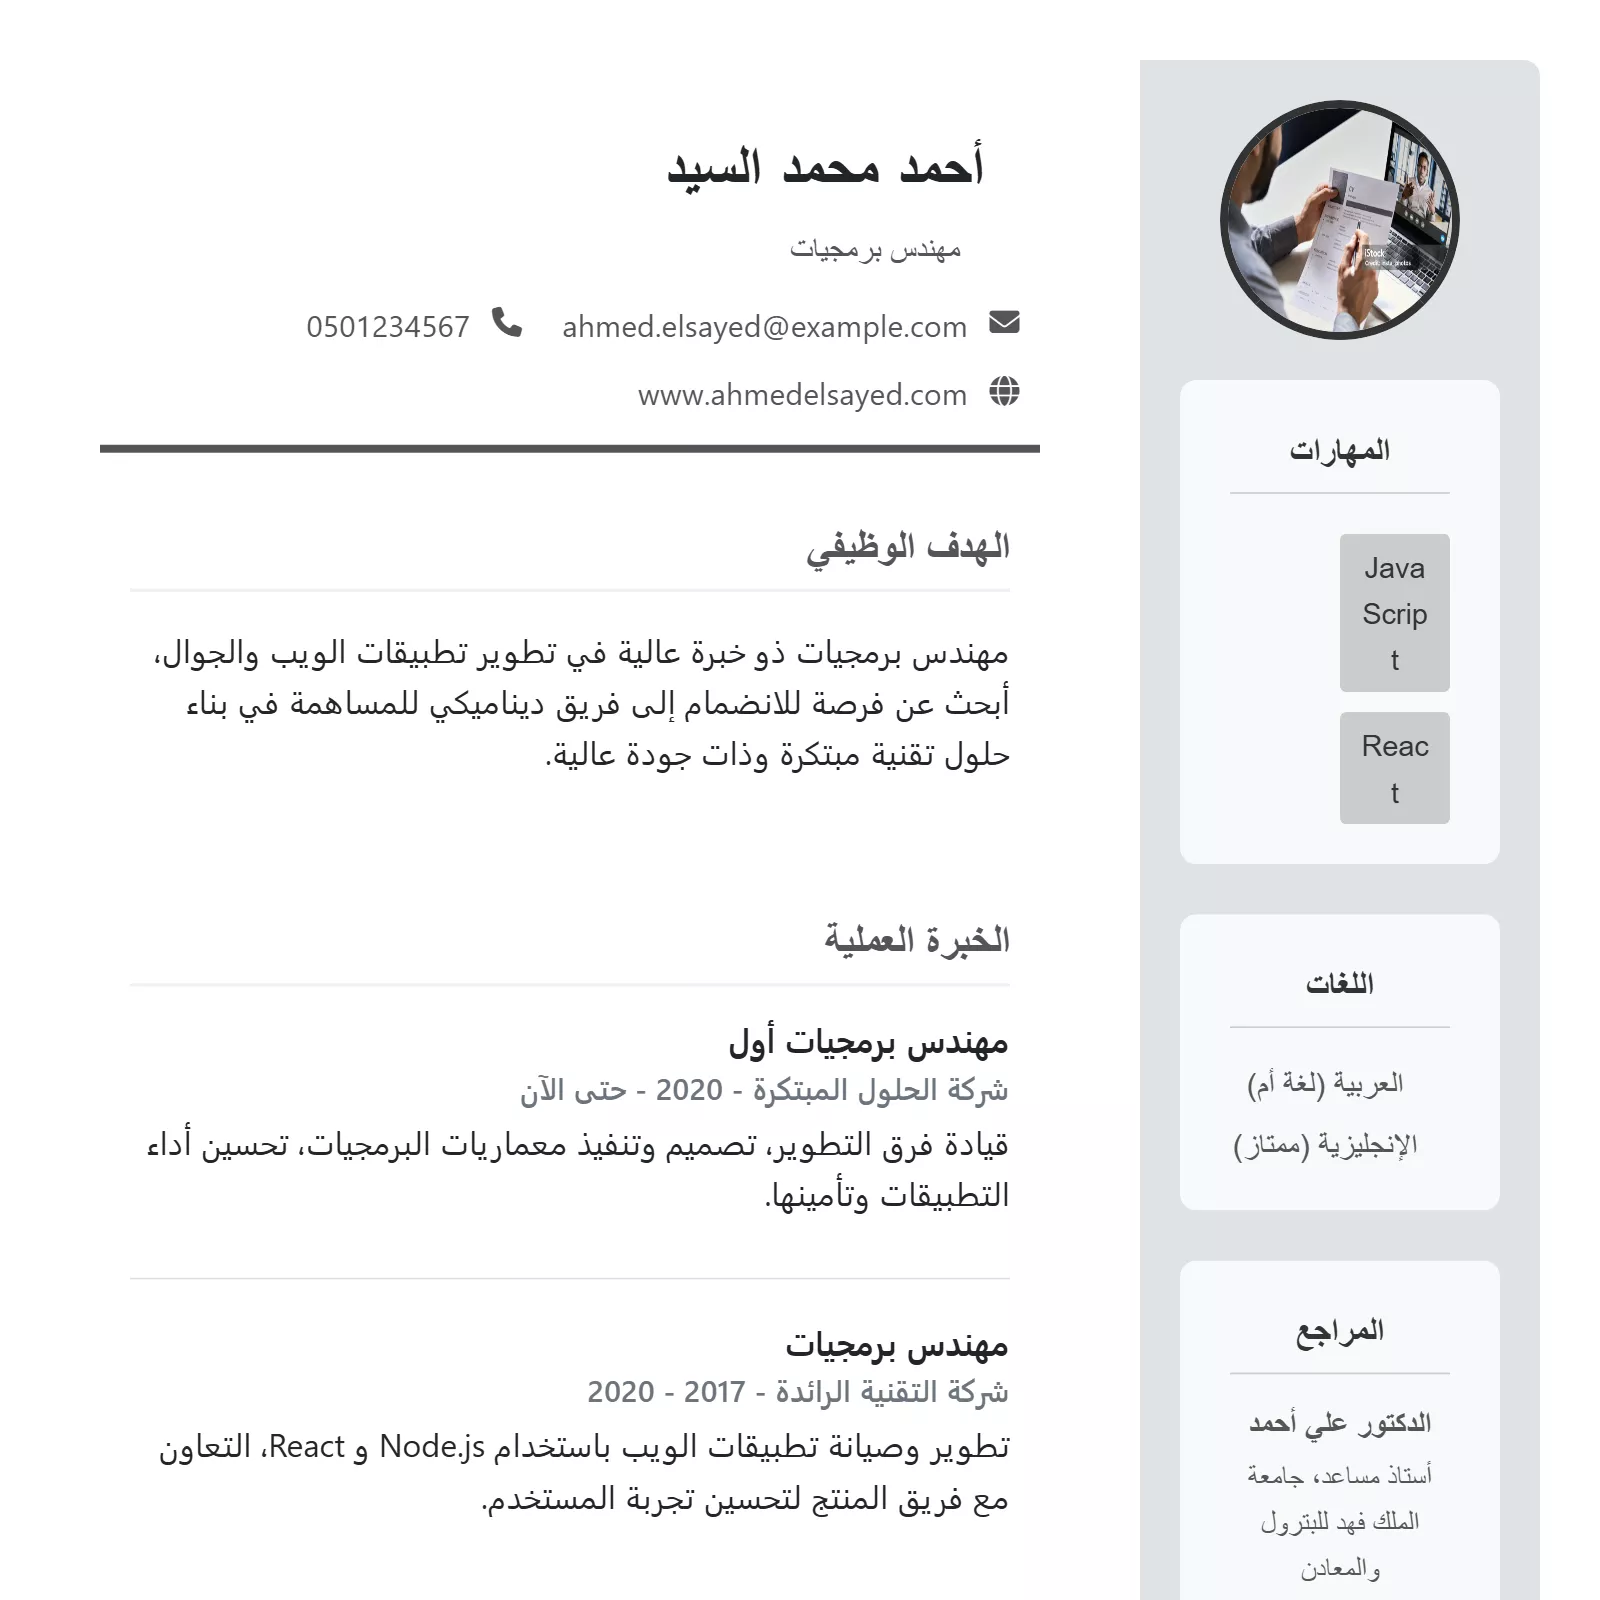 أحمد محمد السيد
مهندس برمجيات
ahmed.elsayed@example.com 0501234567
www.ahmedelsayed.com
الهدف الوظيفي
مهندس برمجيات ذو خبرة عالية في تطوير تطبيقات الويب والجوال،
أبحث عن فرصة للانضمام إلى فريق ديناميكي للمساهمة في بناء
حلول تقنية مبتكرة وذات جودة عالية.
الخبرة العملية
مهندس برمجيات أول
شركة الحلول المبتكرة - 2020 - حتى الآن
قيادة فرق التطوير، تصميم وتنفيذ معماريات البرمجيات، تحسين أداء
التطبيقات وتأمينها.
مهندس برمجيات
شركة التقنية الرائدة - 2017 - 2020
تطوير وصيانة تطبيقات الويب باستخدام Node.js و React، التعاون
مع فريق المنتج لتحسين تجربة المستخدم.
iStock
المهارات
Java
Scrip
t
Reac
t
اللغات
العربية (لغة أم)
الإنجليزية (ممتاز)
المراجع
الدكتور علي أحمد
أستاذ مساعد، جامعة
الملك فهد للبترول
والمعادن